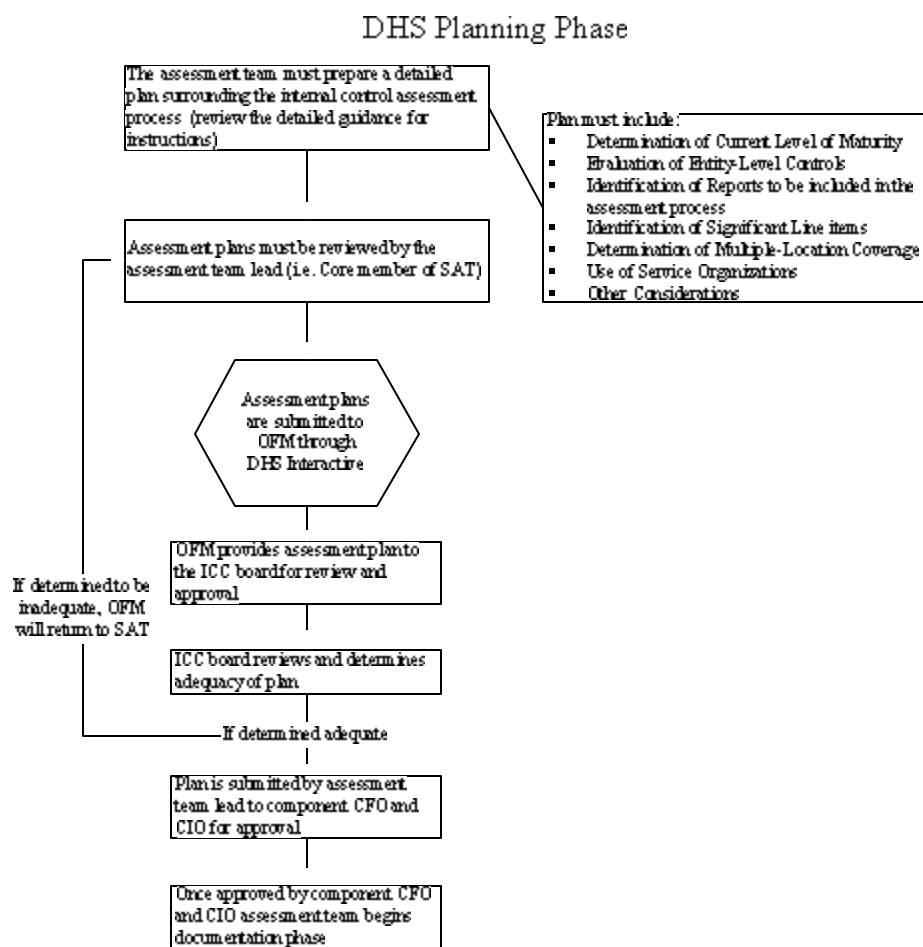 DHS Planning Phase
The assessment team must prepare a detailed
plan surrounding the internal control assessment
process (review the detailed guidance for
instructions)
Plan must include:
▪ Determination of Current Level of Maturity
▪ Evaluation of Entity-Level Controls
▪ Identification of Reports to be included in the
assessment process
▪ Identification of Significant Line items
▪ Determination of Multiple-Location Coverage
▪ Use of Service Organizations
▪ Other Considerations
Assessment plans must be reviewed by the
assessment team lead (i.e. Core member of SAT)
Assessment plans
are submitted to
OFM through
DHS Interactive
OFM provides assessment plan to
the ICC board for review and
approval
If determined to be
inadequate, OFM
will return to SAT
ICC board reviews and determines
adequacy of plan
If determined adequate
Plan is submitted by assessment
team lead to component CFO and
CIO for approval
Once approved by component CFO
and CIO assessment team begins
documentation phase